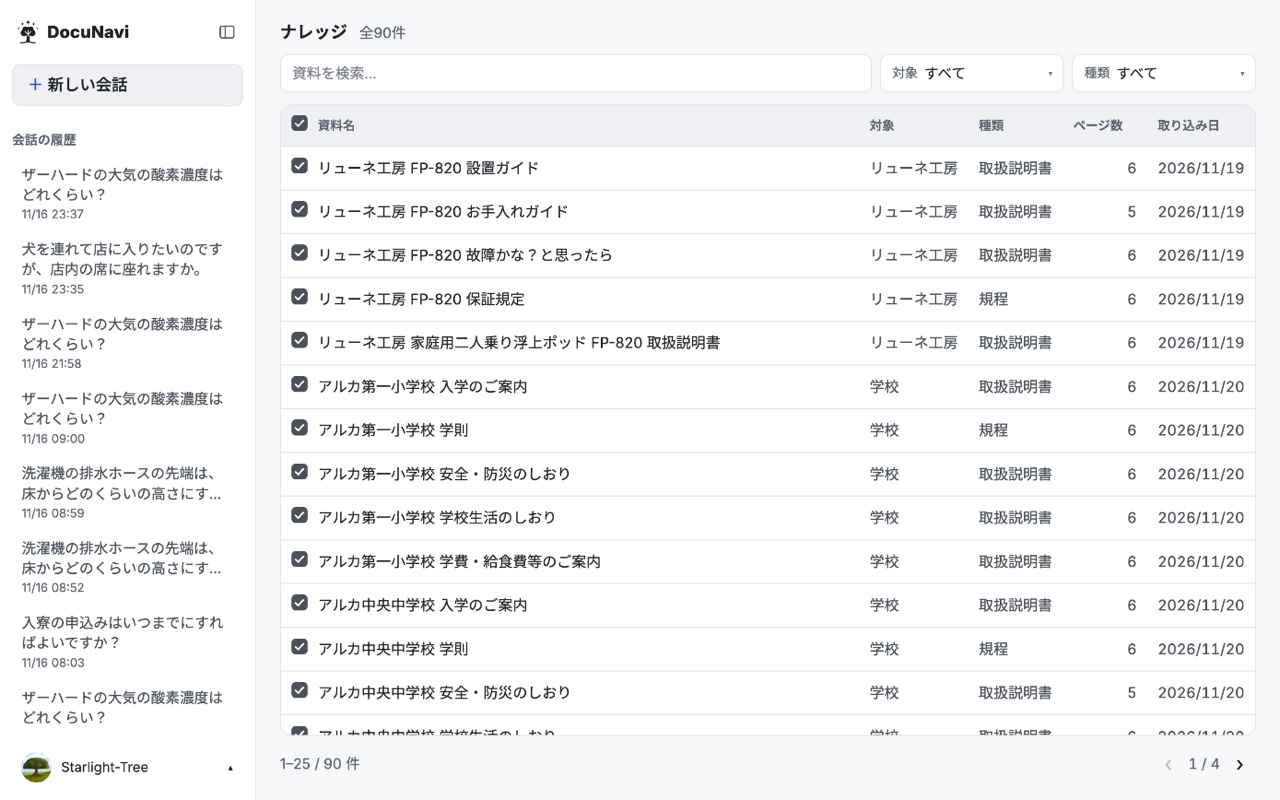 DocuNavi
+ 新しい会話
会話の履歴
ザーハードの大気の酸素濃度は
どれくらい？
11/16 23:37
犬を連れて店に入りたいのです
が、店内の席に座れますか。
11/16 23:35
ザーハードの大気の酸素濃度は
どれくらい？
11/16 21:58
ザーハードの大気の酸素濃度は
どれくらい？
11/16 09:00
洗濯機の排水ホースの先端は、
床からどのくらいの高さにす...
11/16 08:59
洗濯機の排水ホースの先端は、
床からどのくらいの高さにす...
11/16 08:52
入寮の申込みはいつまでにすれ
ばよいですか？
11/16 08:03
ザーハードの大気の酸素濃度は
どれくらい？
Starlight-Tree
ナレッジ 全90件
資料を検索... 対象 すべて 種類 すべて
資料名 対象 種類 ページ数 取り込み日
リューネ工房 FP-820 設置ガイド リューネ工房 取扱説明書 6 2026/11/19
リューネ工房 FP-820 お手入れガイド リューネ工房 取扱説明書 5 2026/11/19
リューネ工房 FP-820 故障かな？と思ったら リューネ工房 取扱説明書 6 2026/11/19
リューネ工房 FP-820 保証規定 リューネ工房 規程 6 2026/11/19
リューネ工房 家庭用二人乗り浮上ポッド FP-820 取扱説明書 リューネ工房 取扱説明書 6 2026/11/19
アルカ第一小学校 入学のご案内 学校 取扱説明書 6 2026/11/20
アルカ第一小学校 学則 学校 規程 6 2026/11/20
アルカ第一小学校 安全・防災のしおり 学校 取扱説明書 6 2026/11/20
アルカ第一小学校 学校生活のしおり 学校 取扱説明書 6 2026/11/20
アルカ第一小学校 学費・給食費等のご案内 学校 取扱説明書 6 2026/11/20
アルカ中央中学校 入学のご案内 学校 取扱説明書 6 2026/11/20
アルカ中央中学校 学則 学校 規程 6 2026/11/20
アルカ中央中学校 安全・防災のしおり 学校 取扱説明書 5 2026/11/20
アルカ中央中学校 学校生活のしおり 学校 取扱説明書 6 2026/11/20
1–25 / 90 件 ‹ 1 / 4 ›